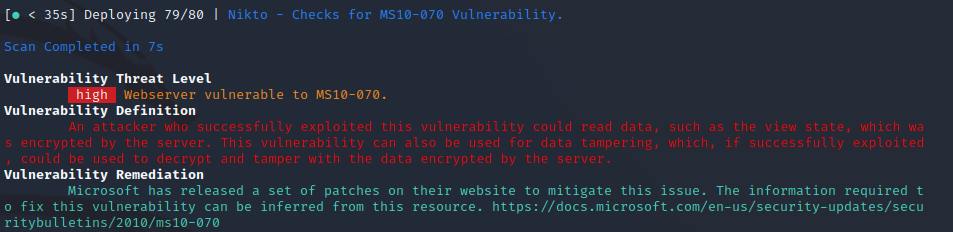 [● < 35s] Deploying 79/80 | Nikto - Checks for MS10-070 Vulnerability.
Scan Completed in 7s
Vulnerability Threat Level
high Webserver vulnerable to MS10-070.
Vulnerability Definition
An attacker who successfully exploited this vulnerability could read data, such as the view state, which wa
s encrypted by the server. This vulnerability can also be used for data tampering, which, if successfully exploited
, could be used to decrypt and tamper with the data encrypted by the server.
Vulnerability Remediation
Microsoft has released a set of patches on their website to mitigate this issue. The information required t
o fix this vulnerability can be inferred from this resource. https://docs.microsoft.com/en-us/security-updates/secu
ritybulletins/2010/ms10-070